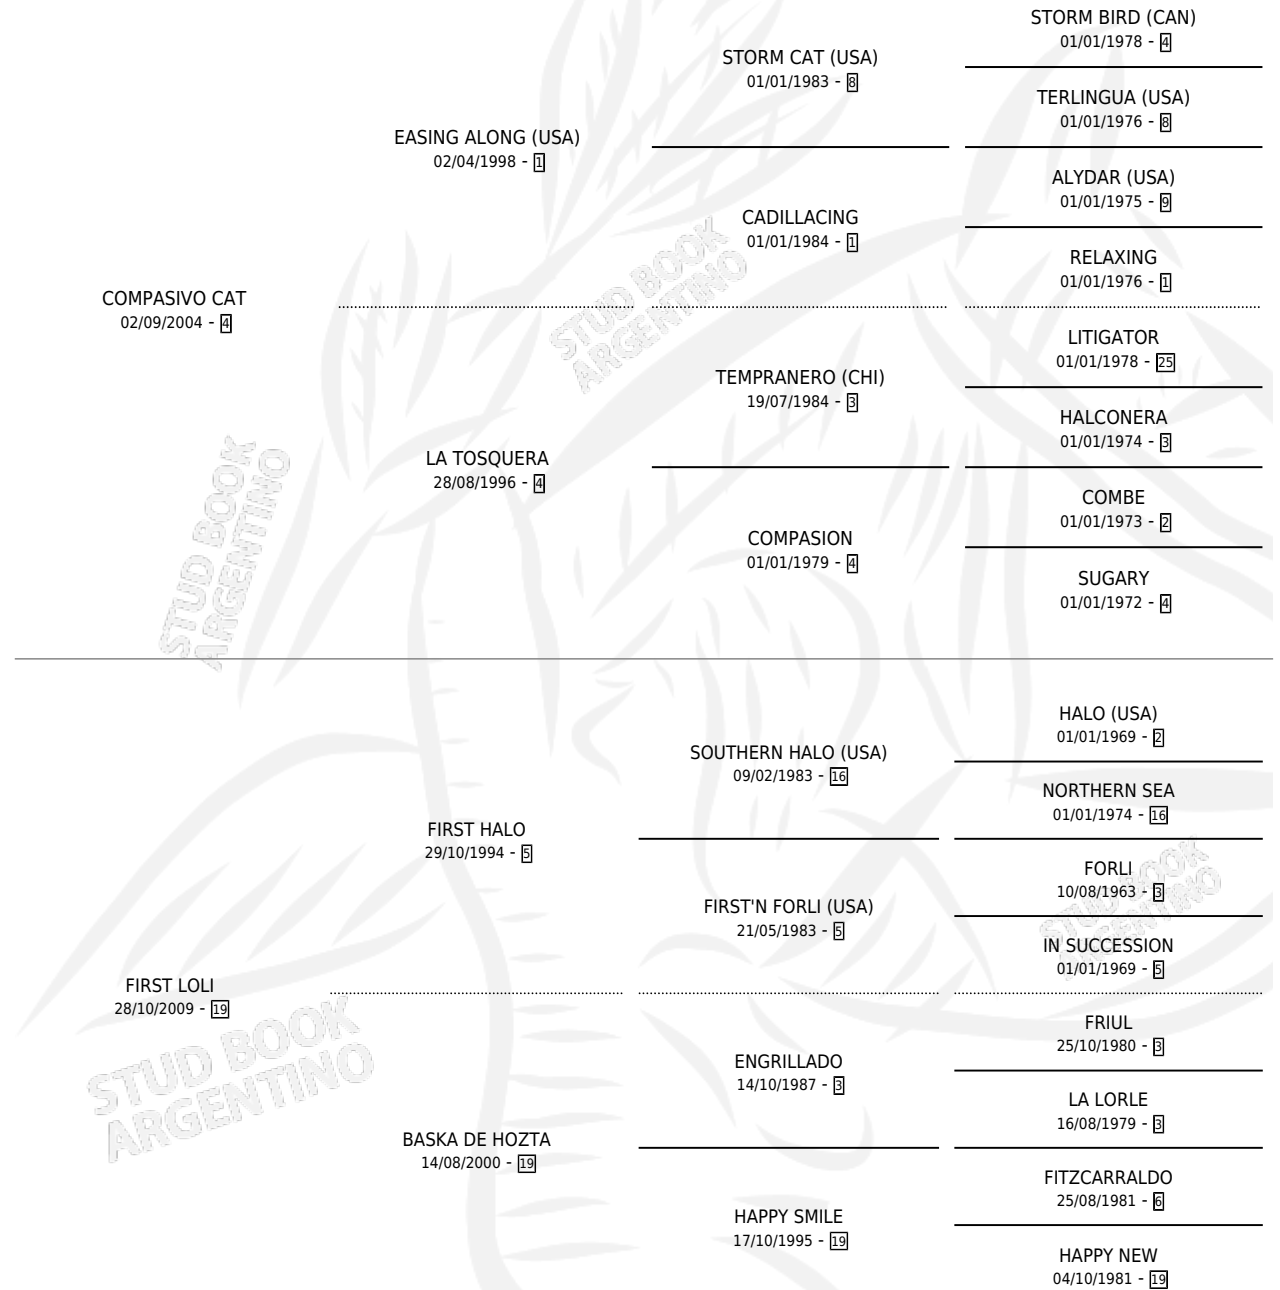 STORM BIRD (CAN)
01/01/1978 - 4
STORM CAT (USA)
01/01/1983 - 8
TERLINGUA (USA)
01/01/1976 - 8
EASING ALONG (USA)
02/04/1998 - 1
ALYDAR (USA)
01/01/1975 - 9
CADILLACING
01/01/1984 - 1
RELAXING
01/01/1976 - 1
COMPASIVO CAT
02/09/2004 - 4
LITIGATOR
01/01/1978 - 25
TEMPRANERO (CHI)
19/07/1984 - 3
HALCONERA
01/01/1974 - 3
LA TOSQUERA
28/08/1996 - 4
COMBE
01/01/1973 - 2
COMPASION
01/01/1979 - 4
SUGARY
01/01/1972 - 4
STUD BOOK
ARGENTINO
STUD BOOK
ARGENTINO
HALO (USA)
01/01/1969 - 2
SOUTHERN HALO (USA)
09/02/1983 - 16
NORTHERN SEA
01/01/1974 - 16
FIRST HALO
29/10/1994 - 5
FORLI
10/08/1963 - 3
FIRST'N FORLI (USA)
21/05/1983 - 5
IN SUCCESSION
01/01/1969 - 5
FIRST LOLI
28/10/2009 - 19
FRIUL
25/10/1980 - 3
ENGRILLADO
14/10/1987 - 3
LA LORLE
16/08/1979 - 3
BASKA DE HOZTA
14/08/2000 - 19
FITZCARRALDO
25/08/1981 - 6
HAPPY SMILE
17/10/1995 - 19
HAPPY NEW
04/10/1981 - 19
STUD BOOK
ARGENTINO
STUD BOOK
ARGENTINO